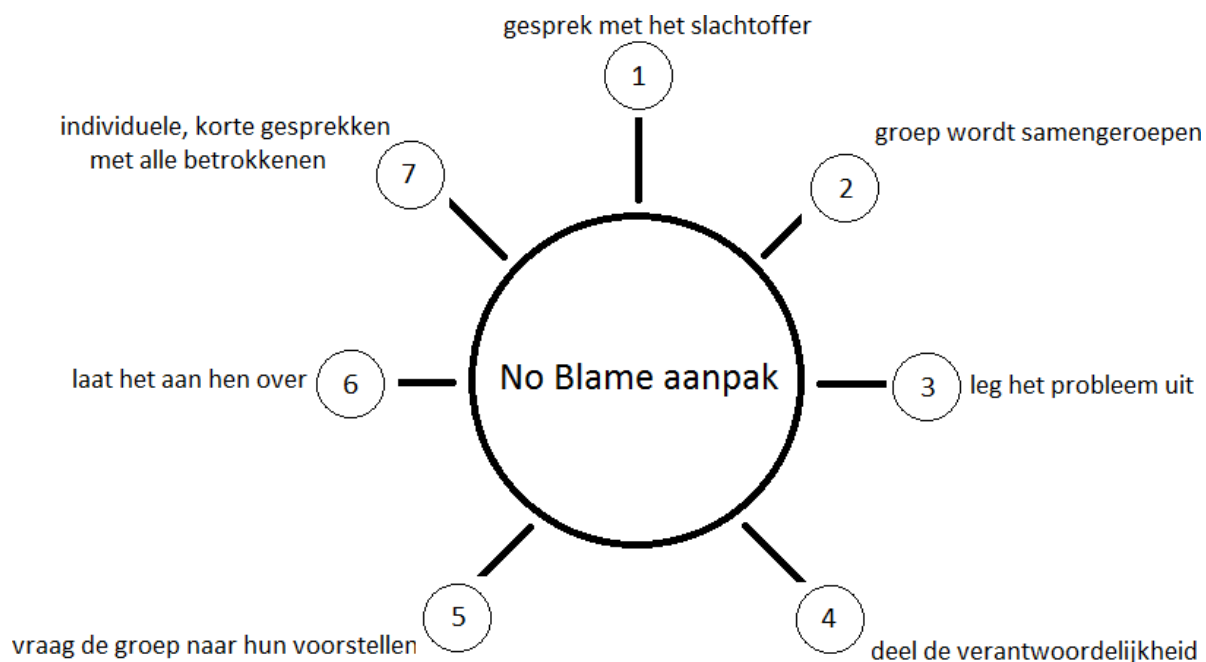 gesprek met het slachtoffer
1
groep wordt samengeroepen
2
3
leg het probleem uit
4
deel de verantwoordelijkheid
5
vraag de groep naar hun voorstellen
6
laat het aan hen over
7
individuele, korte gesprekken
met alle betrokkenen
No Blame aanpak